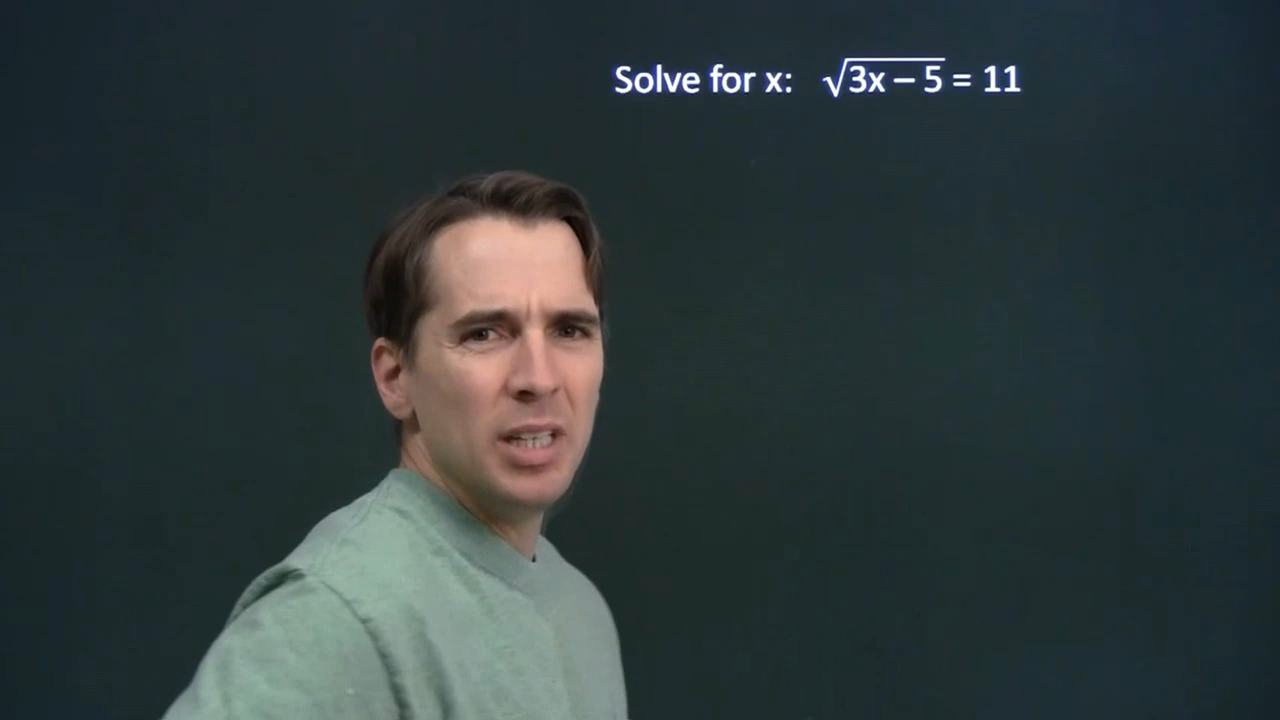 Solve for x: √3x – 5 = 11